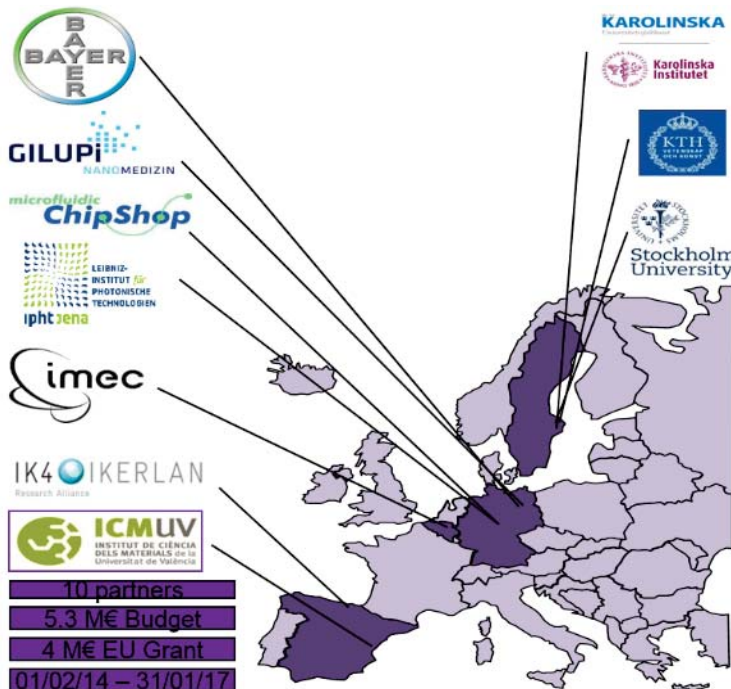 BAYER
BAYER
GILUPi
NANOMEDIZIN
microfluidic
ChipShop
LEIBNIZ-
INSTITUT für
PHOTONISCHE
TECHNOLOGIEN
ipht jena
imec
IK4 IKERLAN
Research Alliance
ICMUV
INSTITUT DE CIÈNCIA
DELS MATERIALS de la
Universitat de València
10 partners
5.3 M€ Budget
4 M€ EU Grant
01/02/14 – 31/01/17
KAROLINSKA
Universitetssjukhuset
Karolinska
Institutet
KTH
VETENSKAP
OCH KONST
Stockholm
University